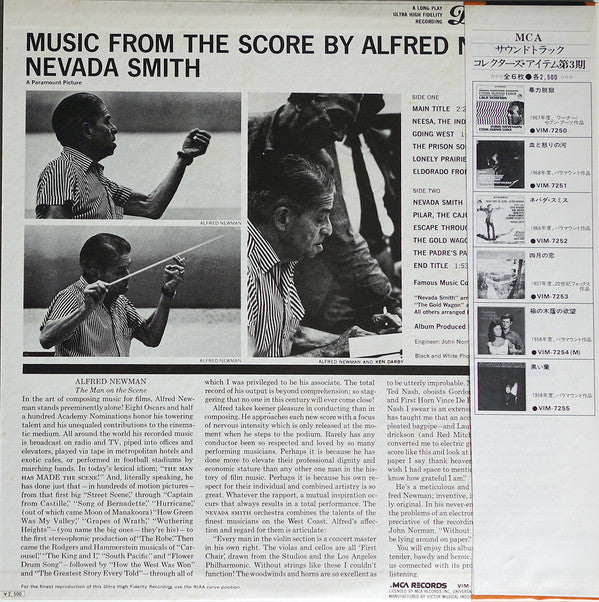 A LONG PLAY
ULTRA HIGH FIDELITY
RECORDING
MUSIC FROM THE SCORE BY ALFRED N
NEVADA SMITH
A Paramount Picture
ALFRED NEWMAN
ALFRED NEWMAN
ALFRED NEWMAN AND KEN DARBY
SIDE ONE
MAIN TITLE 2:2
NEESA, THE IND
GOING WEST 1
THE PRISON SO
LONELY PRAIRIE
ELDORADO FROM
SIDE TWO
NEVADA SMITH
PILAR, THE CAJU
ESCAPE THROUG
THE GOLD WAGO
THE PADRE'S PA
END TITLE 1:53
Famous Music Co
"Nevada Smith" arr
"The Gold Wagon" a
All others arranged
Album Produced
Engineer: John Nor
Black and White Pho
ALFRED NEWMAN
The Man on the Scene
In the art of composing music for films, Alfred New-
man stands preeminently alone! Eight Oscars and half
a hundred Academy Nominations honor his towering
talent and his unequaled contributions to the cine-
matic medium. All around the world his recorded music
is broadcast on radio and TV, piped into offices and
elevators, played via tape in metropolitan hotels and
exotic cafes, or performed in football stadiums by
marching bands. In today's lexical idiom; "THE MAN
HAS MADE THE SCENE!" And, literally speaking, he
has done just that—in hundreds of motion pictures—
from that first big "Street Scene," through "Captain
from Castille," "Song of Bernadette," "Hurricane,"
(out of which came Moon of Manakoora) "How Green
Was My Valley," "Grapes of Wrath," "Wuthering
Heights"—(you name the big ones—they're his)—to
the first stereophonic production of "The Robe." Then
came the Rodgers and Hammerstein musicals of "Car-
ousel," "The King and I," "South Pacific" and "Flower
Drum Song"—followed by "How the West Was Won"
and "The Greatest Story Ever Told"—through all of
which I was privileged to be his associate. The total
record of his output is beyond comprehension; so stag-
gering that no one in this century will ever come close!
Alfred takes keener pleasure in conducting than in
composing. He approaches each new score with a focus
of nervous intensity which is only released at the mo-
ment when he steps to the podium. Rarely has any
conductor been so respected and loved by so many
performing musicians. Perhaps it is because he has
done more to elevate their professional dignity and
economic stature than any other one man in the his-
tory of film music. Perhaps it is because his own re-
spect for their individual and combined artistry is so
great. Whatever the rapport, a mutual inspiration oc-
curs that always results in a total performance. The
NEVADA SMITH orchestra combines the talents of the
finest musicians on the West Coast. Alfred's affec-
tion and regard for them is articulate;
"Every man in the violin section is a concert master
in his own right. The violas and cellos are all 'First
Chair', drawn from the Studios and the Los Angeles
Philharmonic. Without strings like these I couldn't
function! The woodwinds and horns are so excellent as
to be utterly improbable. N
Ted Nash, oboists Gordon
and First Horn Vince De R
Nash I swear is an extensi
has taught me that an acc
pleated bagpipe—and Laur
drickson (and Red Mitche
converted me to electric g
score like this and look at t
paper I say thank heaven
wish I had space to mentio
know how grateful I am."
He's a meticulous and
fred Newman; inventive, i
ly original. In his never-en
the problems of an electroni
preciative of the recordin
John Norman, "Without
be lying around on paper."
You will enjoy this album
tender, bawdy and heroic,
us connected with its pro
listening.
For the finest reproduction of this Ultra High Fidelity Recording use the RIAA curve position.
¥2,500
MCA RECORDS VIM-
LICENSED BY MCA RECORDS, INC., UNIVERS
MANUFACTURED BY VICTOR MUSICAL INDUST
MCA
サウンドトラック
コレクターズ・アイテム第3期
☆☆☆全6枚●各2,500☆☆☆
暴力脱獄
1967年度、ワーナー/
セブン・アーツ作品
●VIM-7250
血と怒りの河
1968年度、パラマウント作品
●VIM-7251
ネバダ・スミス
1966年度、パラマウント作品
●VIM-7252
四月の恋
1957年度、20世紀フォックス
作品
●VIM-7253
楡の木蔭の欲望
1958年度、パラマウント作品
●VIM-7254(M)
黒い蘭
1958年度、パラマウント作品
●VIM-7255